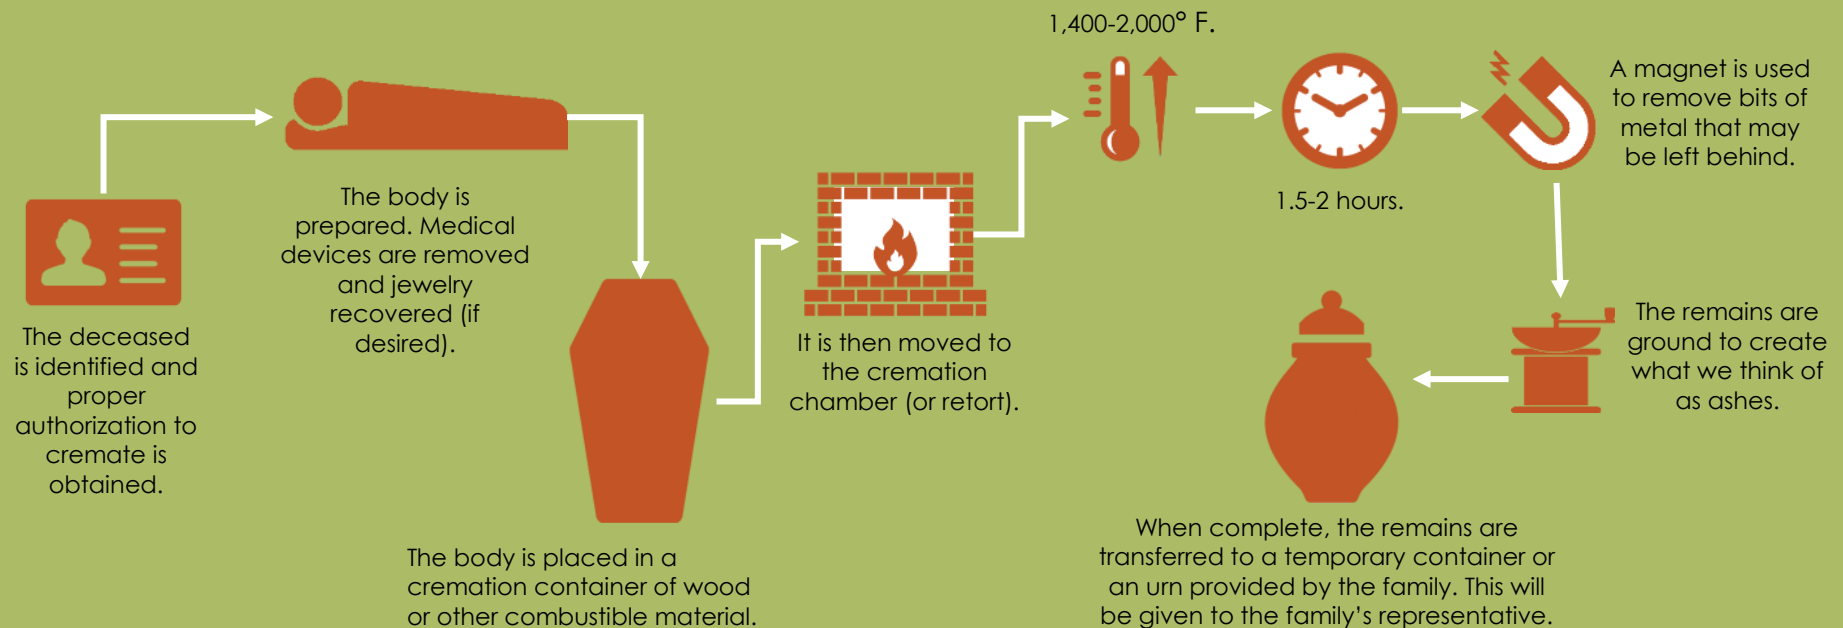 The deceased
is identified and
proper
authorization to
cremate is
obtained.
The body is
prepared. Medical
devices are removed
and jewelry
recovered (if
desired).
The body is placed in a
cremation container of wood
or other combustible material.
It is then moved to
the cremation
chamber (or retort).
1,400-2,000° F.
1.5-2 hours.
A magnet is used
to remove bits of
metal that may
be left behind.
The remains are
ground to create
what we think of
as ashes.
When complete, the remains are
transferred to a temporary container or
an urn provided by the family. This will
be given to the family’s representative.